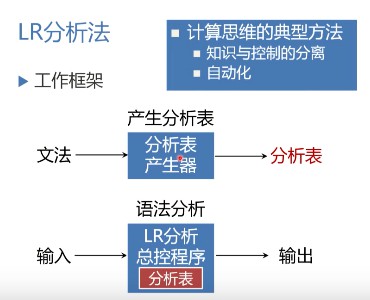 LR分析法
计算思维的典型方法
知识与控制的分离
自动化
工作框架
产生分析表
文法
分析表
产生器
分析表
语法分析
输入
LR分析
总控程序
分析表
输出